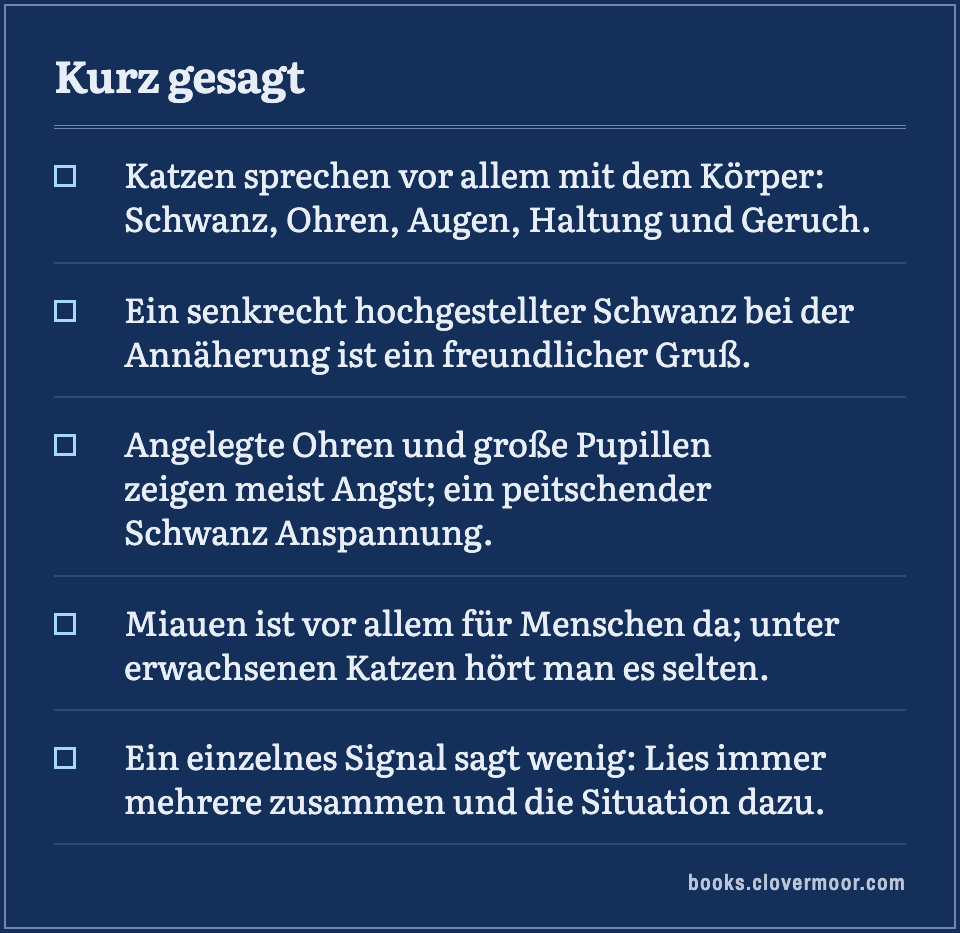 Kurz gesagt
Katzen sprechen vor allem mit dem Körper:
Schwanz, Ohren, Augen, Haltung und Geruch.
Ein senkrecht hochgestellter Schwanz bei der
Annäherung ist ein freundlicher Gruß.
Angelegte Ohren und große Pupillen
zeigen meist Angst; ein peitschender
Schwanz Anspannung.
Miauen ist vor allem für Menschen da; unter
erwachsenen Katzen hört man es selten.
Ein einzelnes Signal sagt wenig: Lies immer
mehrere zusammen und die Situation dazu.
books.clovermoor.com